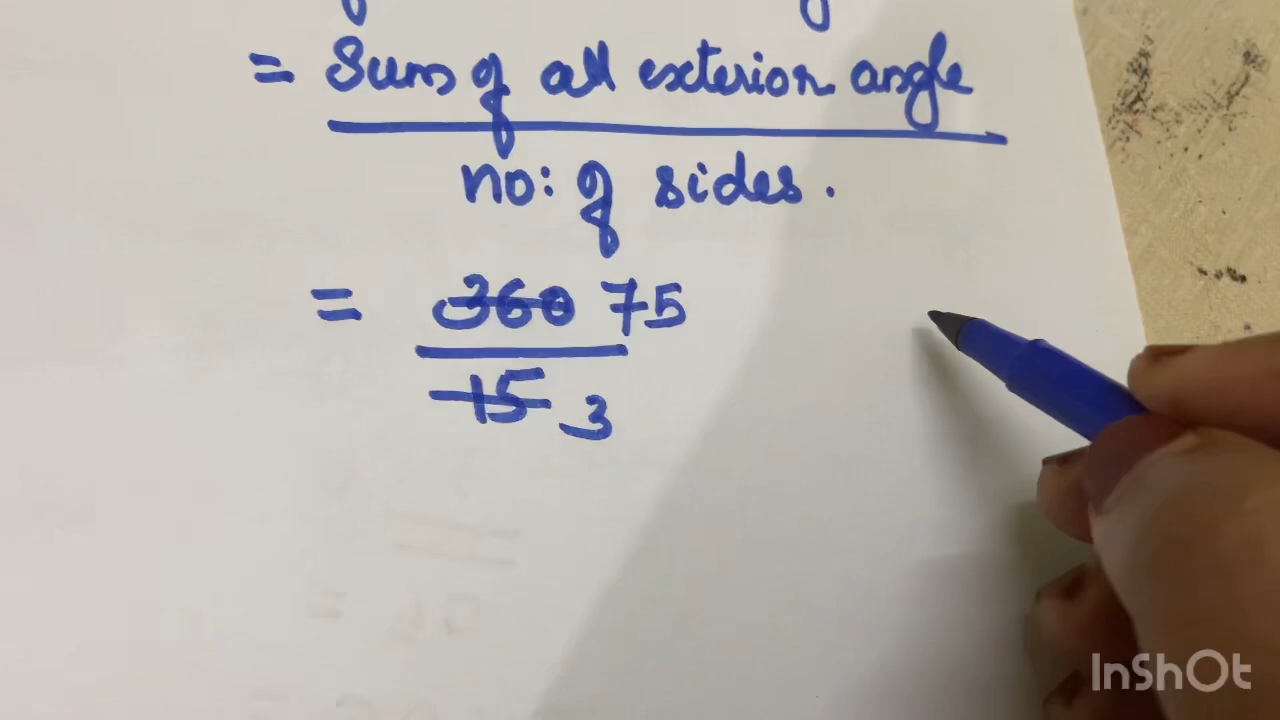 = Sum of all exterior angle
no: of sides.
= 360 75
15 3
InShOt